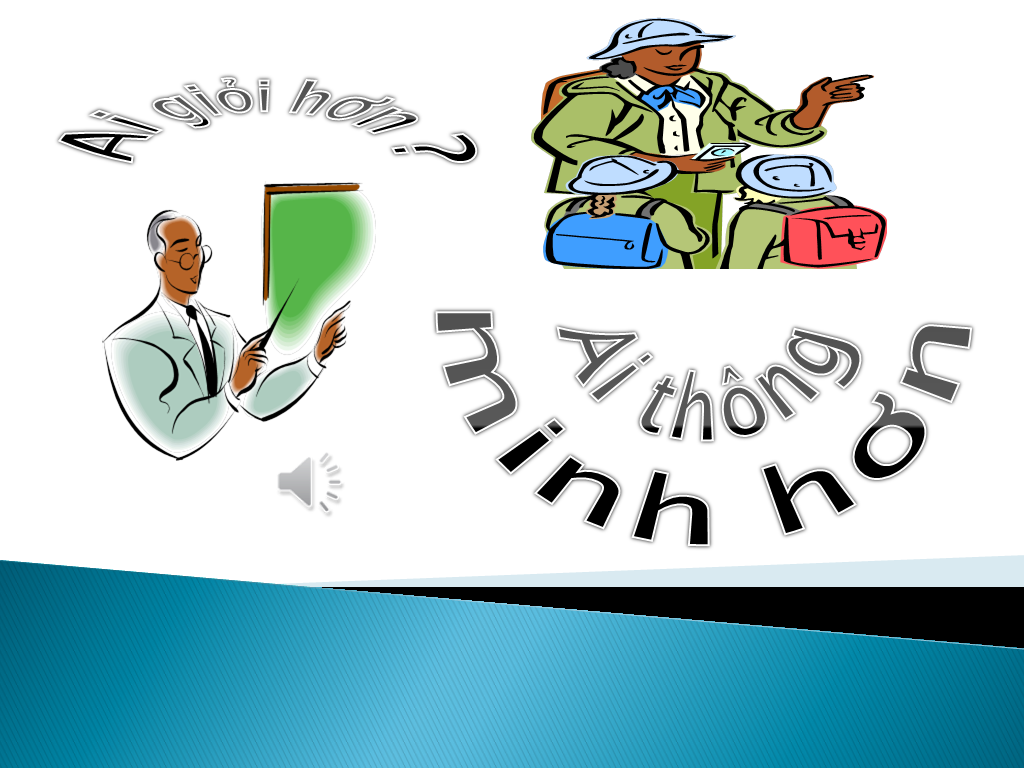 Ai giỏi hơn ?
Ai thông
minh hơn